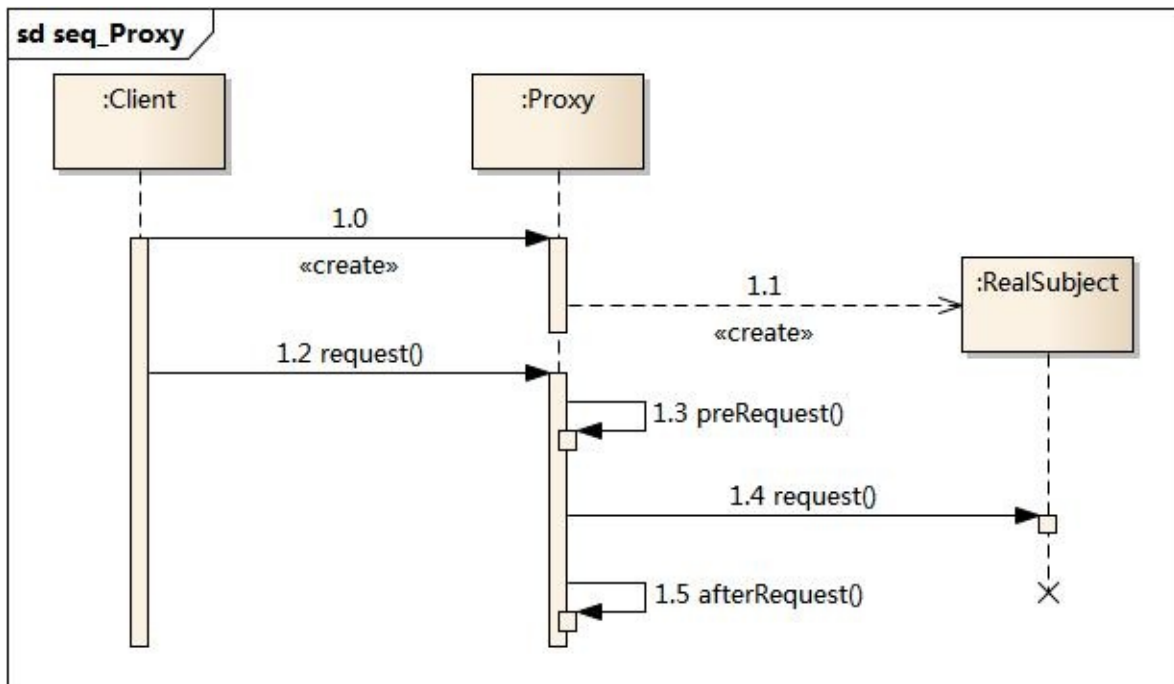 sd seq_Proxy
:Client
:Proxy
1.0
«create»
:RealSubject
1.1
«create»
1.2 request()
1.3 preRequest()
1.4 request()
1.5 afterRequest()